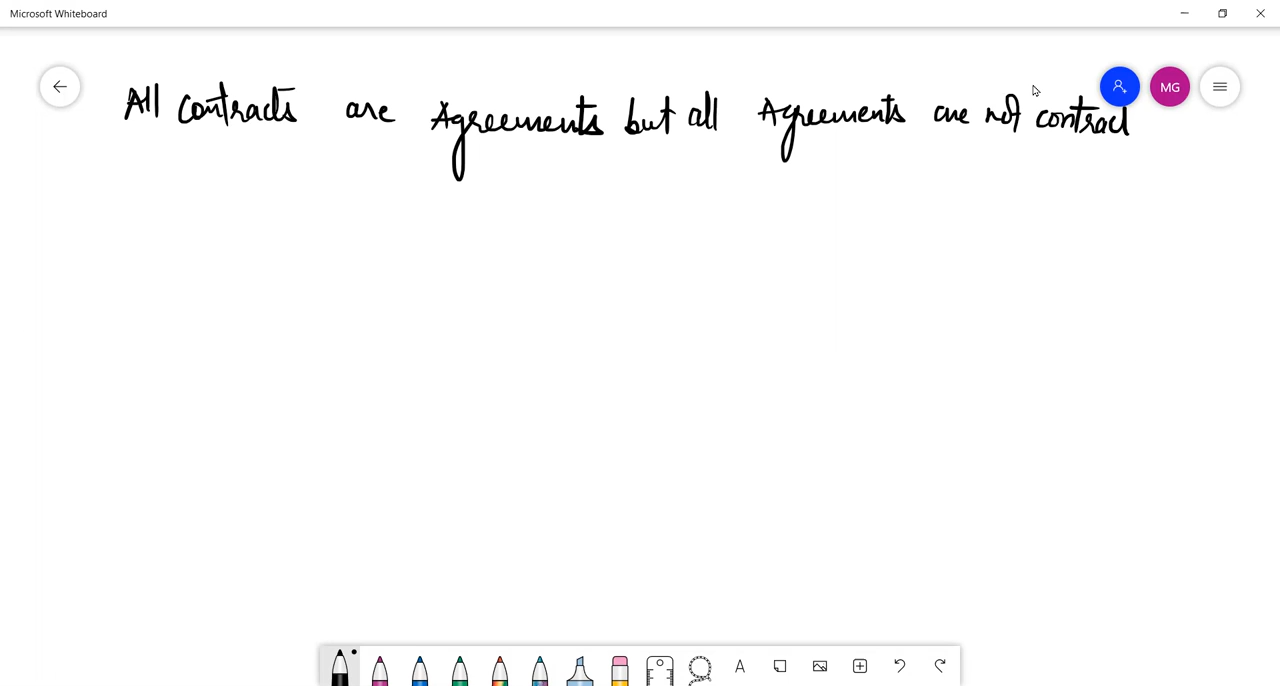 Microsoft Whiteboard
All contracts are Agreements but all Agreements are not contract
MG
A